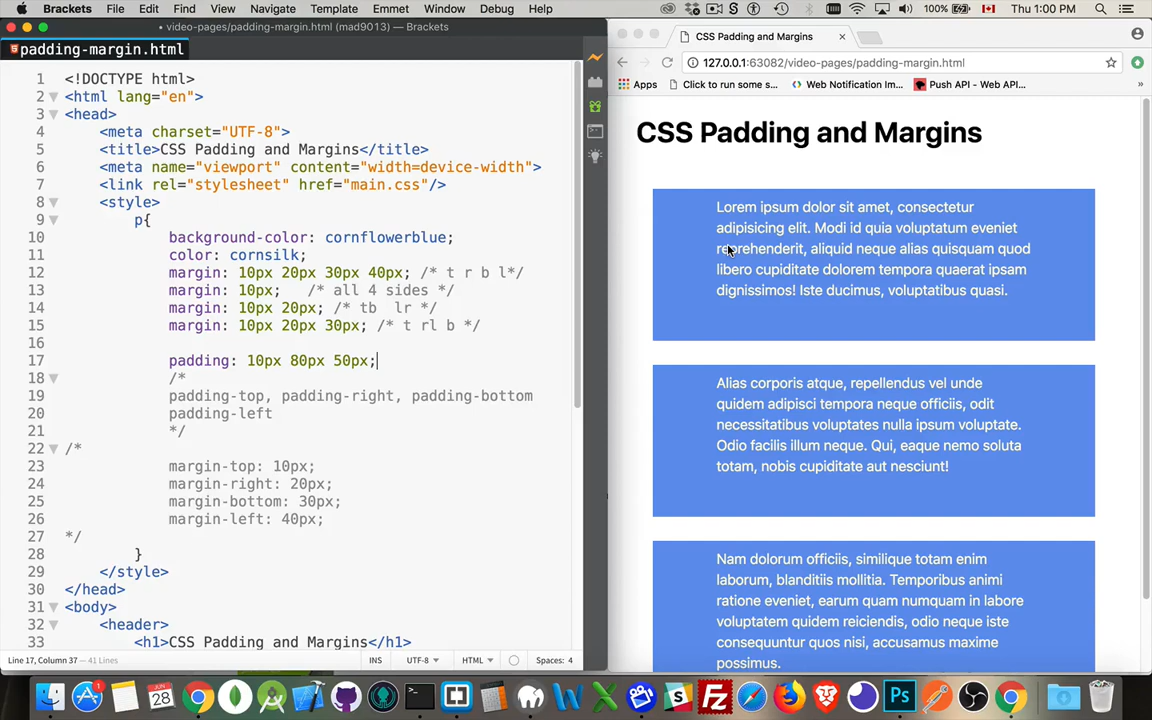 Brackets File Edit Find View Navigate Template Emmet Window Debug Help 100% Thu 1:00 PM
• video-pages/padding-margin.html (mad9013) — Brackets
padding-margin.html
1 <!DOCTYPE html>
2 <html lang="en">
3 <head>
4 <meta charset="UTF-8">
5 <title>CSS Padding and Margins</title>
6 <meta name="viewport" content="width=device-width">
7 <link rel="stylesheet" href="main.css"/>
8 <style>
9 p{
10 background-color: cornflowerblue;
11 color: cornsilk;
12 margin: 10px 20px 30px 40px; /* t r b l*/
13 margin: 10px; /* all 4 sides */
14 margin: 10px 20px; /* tb lr */
15 margin: 10px 20px 30px; /* t rl b */
16
17 padding: 10px 80px 50px;
18 /*
19 padding-top, padding-right, padding-bottom
20 padding-left
21 */
22 /*
23 margin-top: 10px;
24 margin-right: 20px;
25 margin-bottom: 30px;
26 margin-left: 40px;
27 */
28 }
29 </style>
30 </head>
31 <body>
32 <header>
33 <h1>CSS Padding and Margins</h1>
Line 17, Column 37 — 41 Lines INS UTF-8 HTML Spaces: 4
CSS Padding and Margins
127.0.0.1:63082/video-pages/padding-margin.html
Apps Click to run some s... Web Notification Im... Push API - Web API... »
CSS Padding and Margins
Lorem ipsum dolor sit amet, consectetur
adipisicing elit. Modi id quia voluptatum eveniet
reprehenderit, aliquid neque alias quisquam quod
libero cupiditate dolorem tempora quaerat ipsam
dignissimos! Iste ducimus, voluptatibus quasi.
Alias corporis atque, repellendus vel unde
quidem adipisci tempora neque officiis, odit
necessitatibus voluptates nulla ipsum voluptate.
Odio facilis illum neque. Qui, eaque nemo soluta
totam, nobis cupiditate aut nesciunt!
Nam dolorum officiis, similique totam enim
laborum, blanditiis mollitia. Temporibus animi
ratione eveniet, earum quam numquam in labore
voluptatem quidem reiciendis, odio neque
consequuntur quos nisi, accusamus maxime
possimus.